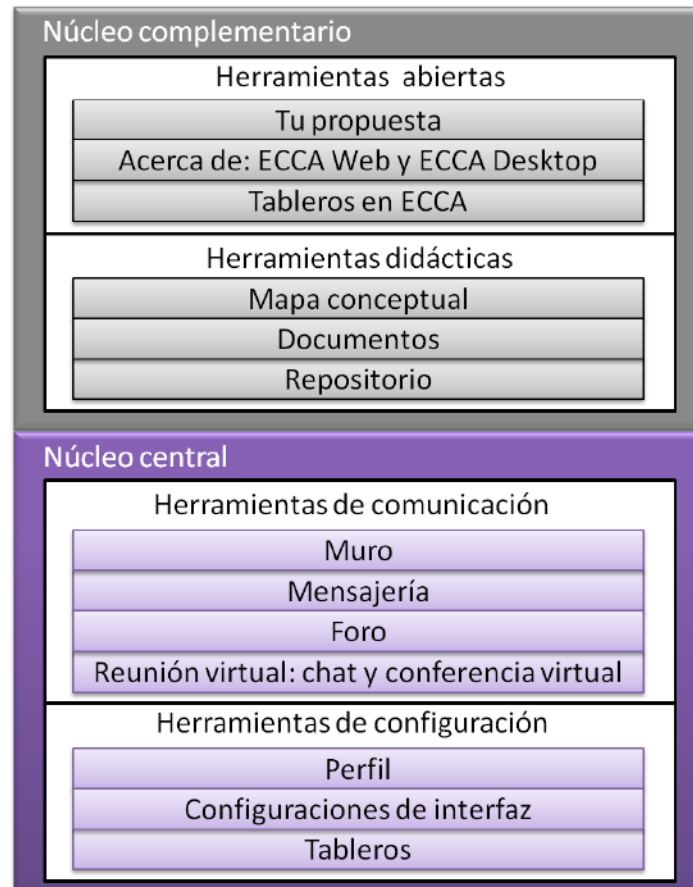 Núcleo complementario
Herramientas abiertas
Tu propuesta
Acerca de: ECCA Web y ECCA Desktop
Tableros en ECCA
Herramientas didácticas
Mapa conceptual
Documentos
Repositorio
Núcleo central
Herramientas de comunicación
Muro
Mensajería
Foro
Reunión virtual: chat y conferencia virtual
Herramientas de configuración
Perfil
Configuraciones de interfaz
Tableros